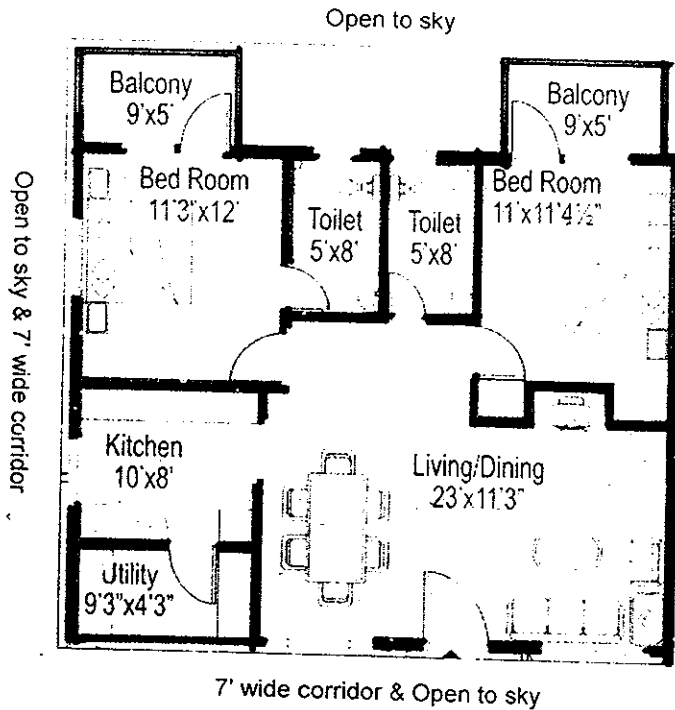 Open to sky
Balcony
9'x5'
Balcony
9'x5'
Bed Room
11'3"x12'
Toilet
5'x8'
Toilet
5'x8'
Bed Room
11'x11'4½"
Open to sky & 7' wide corridor
Kitchen
10'x8'
Living/Dining
23'x11'3"
Utility
9'3"x4'3"
7' wide corridor & Open to sky